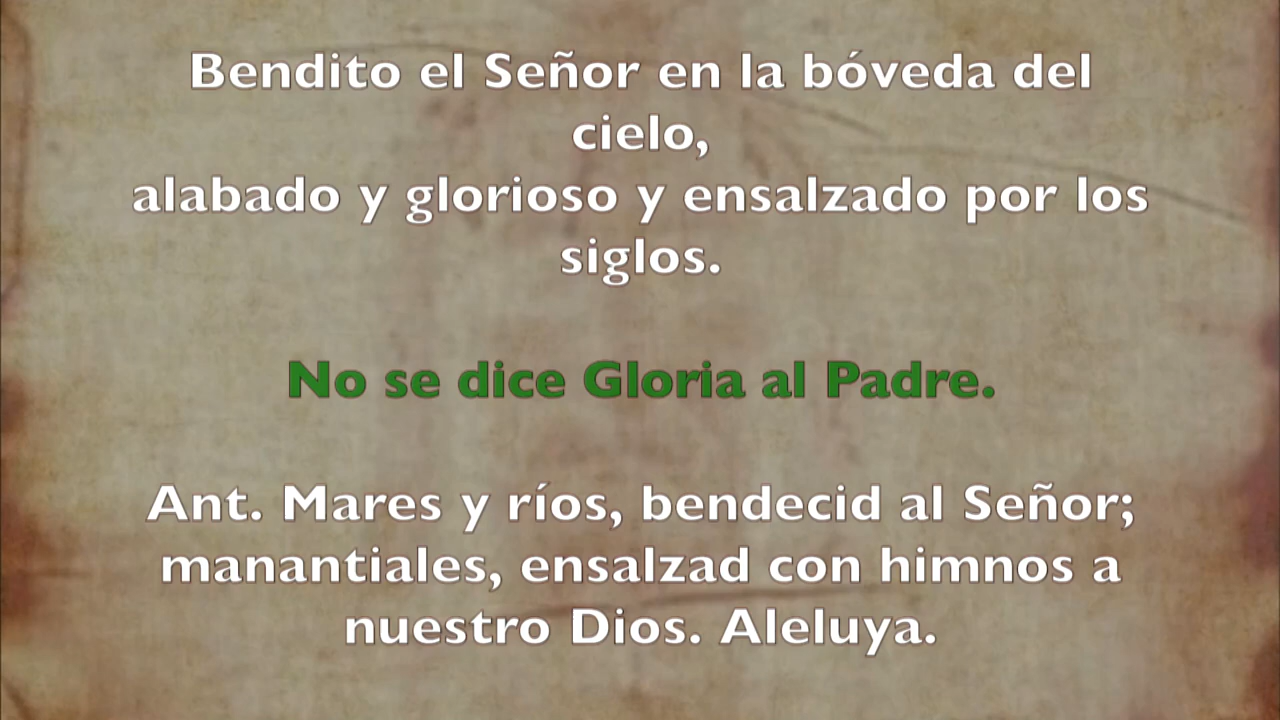 Bendito el Señor en la bóveda del
cielo,
alabado y glorioso y ensalzado por los
siglos.
No se dice Gloria al Padre.
Ant. Mares y ríos, bendecid al Señor;
manantiales, ensalzad con himnos a
nuestro Dios. Aleluya.